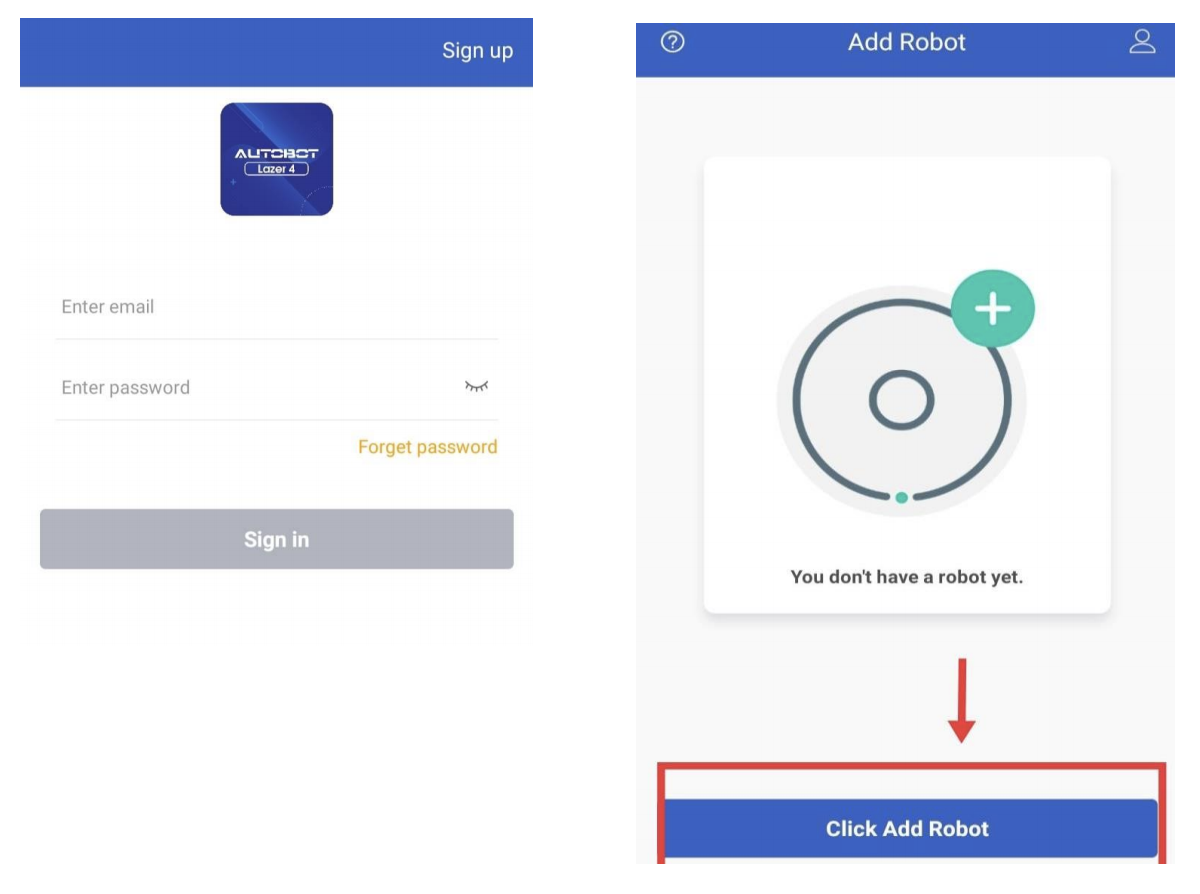 Sign up
AUTOBOT
Lazer 4
Enter email
Enter password
Forget password
Sign in
Add Robot
You don't have a robot yet.
Click Add Robot